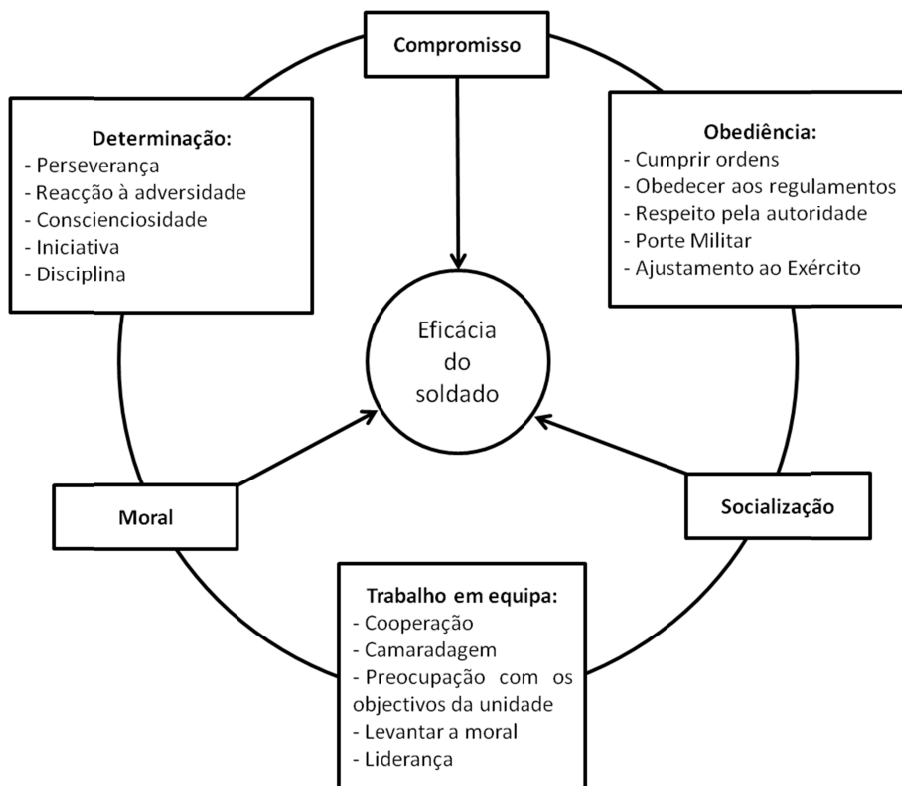 Compromisso
Determinação:
- Perseverança
- Reacção à adversidade
- Conscienciosidade
- Iniciativa
- Disciplina
Obediência:
- Cumprir ordens
- Obedecer aos regulamentos
- Respeito pela autoridade
- Porte Militar
- Ajustamento ao Exército
Eficácia
do
soldado
Moral
Socialização
Trabalho em equipa:
- Cooperação
- Camaradagem
- Preocupação com os
objectivos da unidade
- Levantar a moral
- Liderança